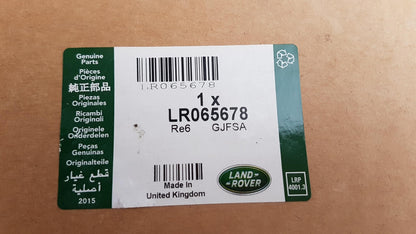 Genuine
Parts
Pièces
d'Origine
純正部品
Piezas
Originales
Ricambi
Originali
Originele
Onderdelen
Peças
Genuinas
Originalteile
قطع غيار
أصلية
2015
LR065678
1 x
LR065678
Re6 GJFSA
Made In
United Kingdom
LAND-
-ROVER
LRP
4001.3